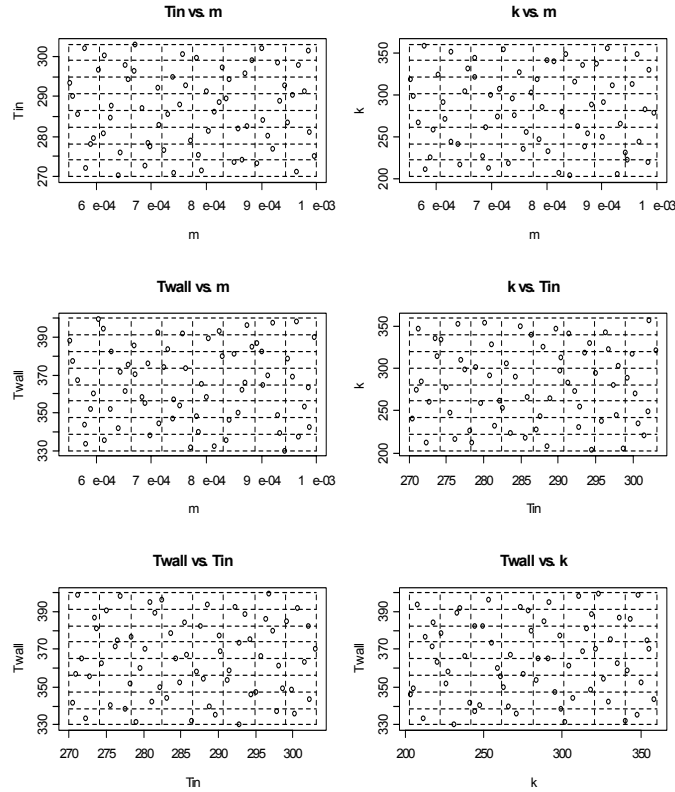 Tin vs. m
Tin
270 280 290 300
6 e-04 7 e-04 8 e-04 9 e-04 1 e-03
m
k vs. m
k
200 250 300 350
6 e-04 7 e-04 8 e-04 9 e-04 1 e-03
m
Twall vs. m
Twall
330 350 370 390
6 e-04 7 e-04 8 e-04 9 e-04 1 e-03
m
k vs. Tin
k
200 250 300 350
270 275 280 285 290 295 300
Tin
Twall vs. Tin
Twall
330 350 370 390
270 275 280 285 290 295 300
Tin
Twall vs. k
Twall
330 350 370 390
200 250 300 350
k